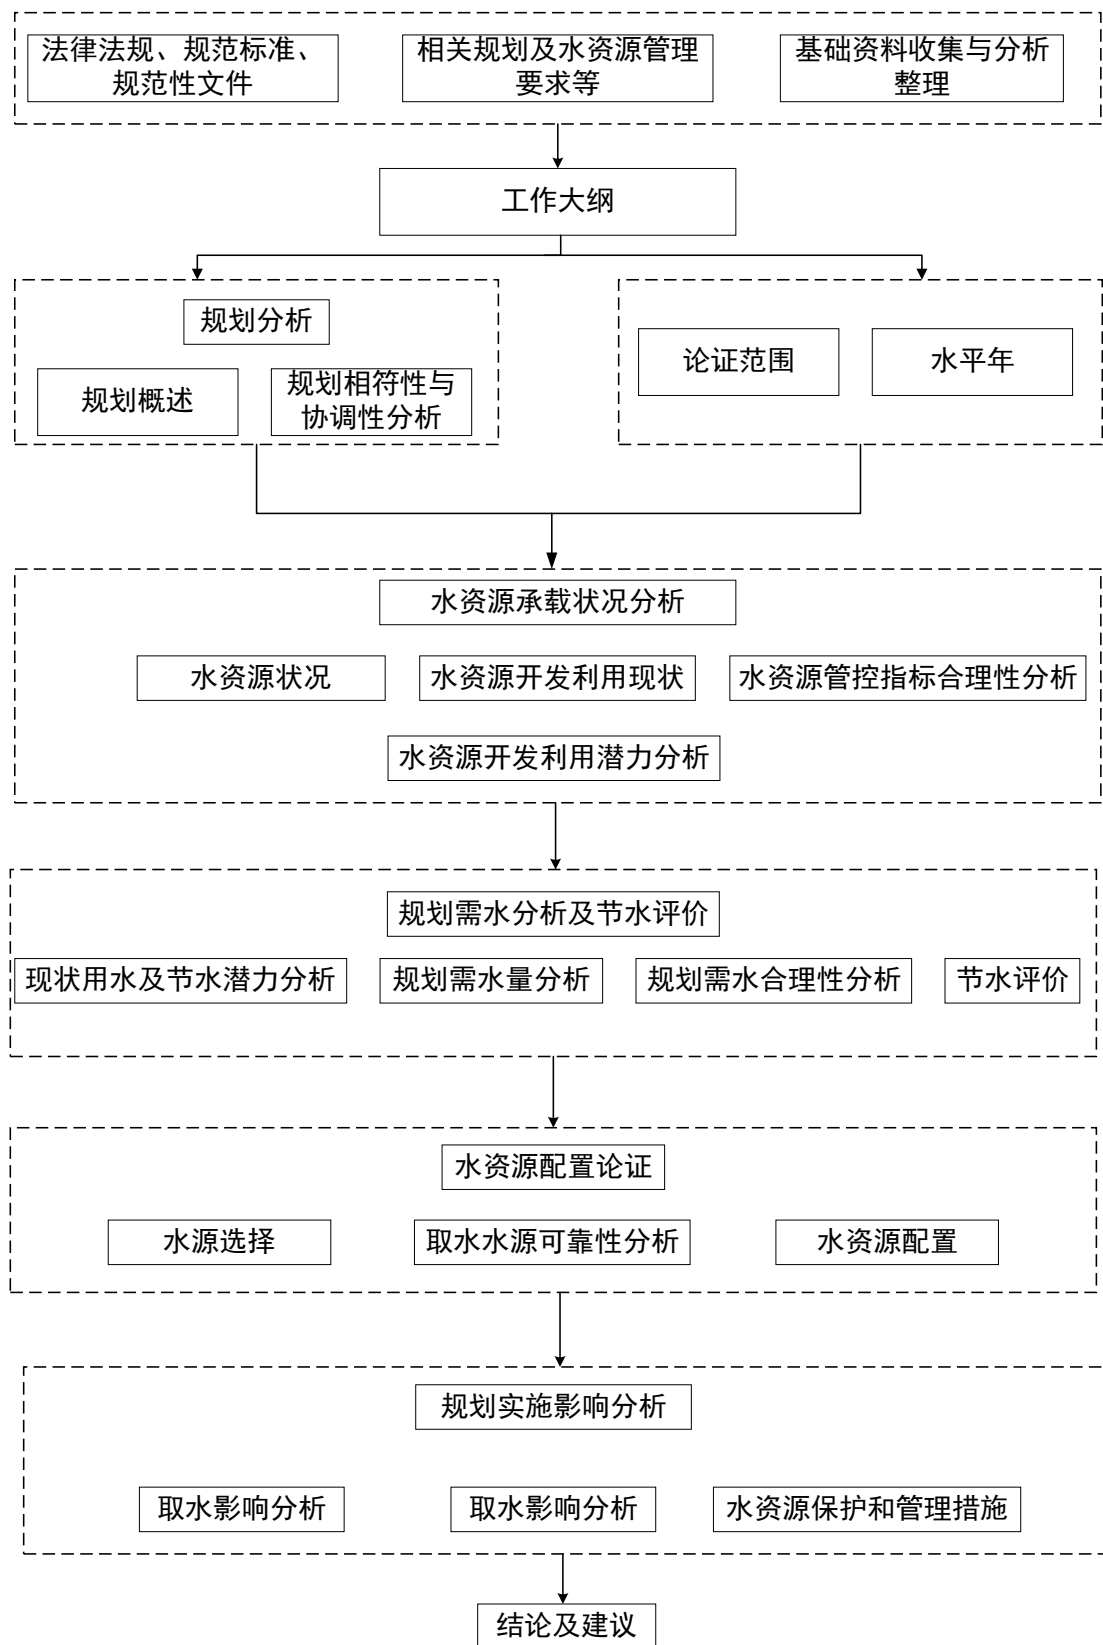 法律法规、规范标准、
规范性文件
相关规划及水资源管理
要求等
基础资料收集与分析
整理
工作大纲
规划分析
规划概述
规划相符性与
协调性分析
论证范围
水平年
水资源承载状况分析
水资源状况
水资源开发利用现状
水资源管控指标合理性分析
水资源开发利用潜力分析
规划需水分析及节水评价
现状用水及节水潜力分析
规划需水量分析
规划需水合理性分析
节水评价
水资源配置论证
水源选择
取水水源可靠性分析
水资源配置
规划实施影响分析
取水影响分析
取水影响分析
水资源保护和管理措施
结论及建议